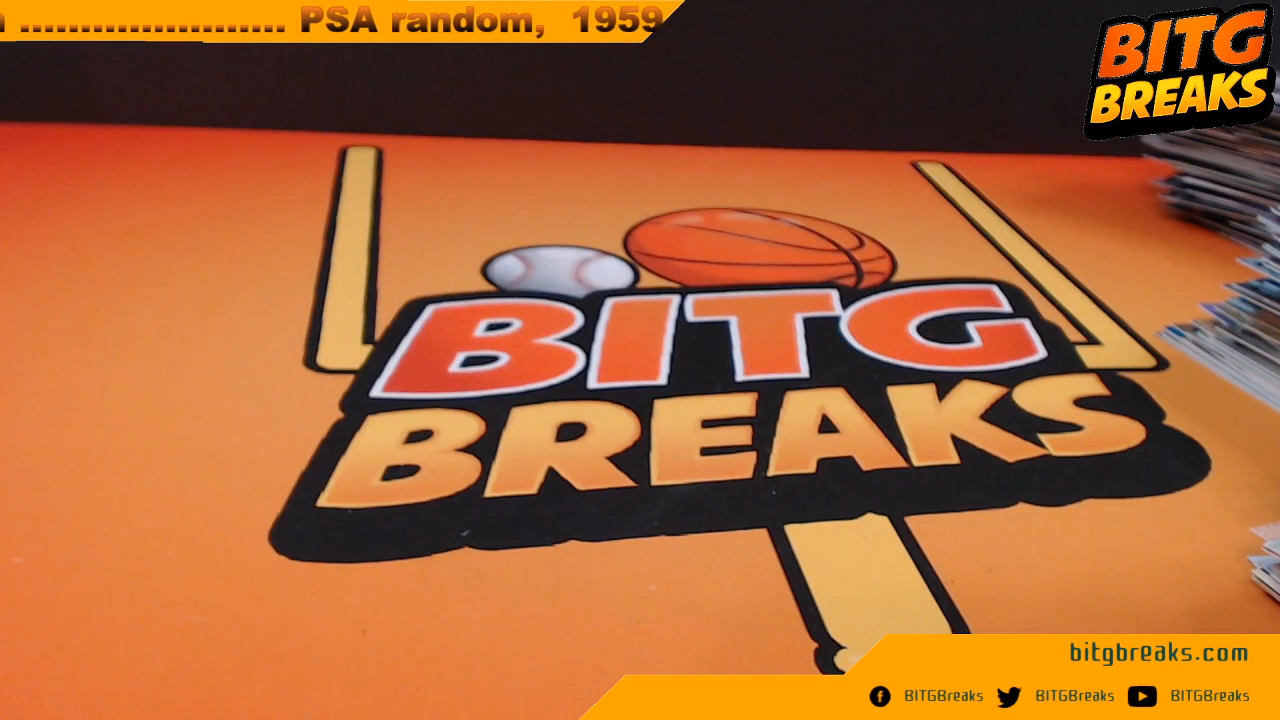 ................................. PSA random, 1959
BITG
BREAKS
BITG
BREAKS
bitgbreaks.com
BITGBreaks BITGBreaks BITGBreaks